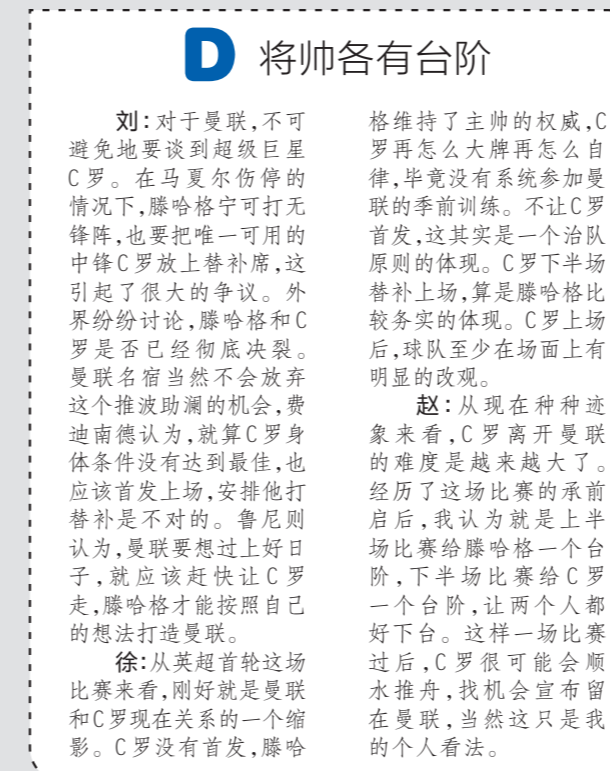 D 将帅各有台阶
刘:对于曼联,不可
避免地要谈到超级巨星
C罗。在马夏尔伤停的
情况下,滕哈格宁可打无
锋阵,也要把唯一可用的
中锋C罗放上替补席,这
引起了很大的争议。外
界纷纷讨论,滕哈格和C
罗是否已经彻底决裂。
曼联名宿当然不会放弃
这个推波助澜的机会,费
迪南德认为,就算C罗身
体条件没有达到最佳,也
应该首发上场,安排他打
替补是不对的。鲁尼则
认为,曼联要想过上好日
子,就应该赶快让C罗
走,滕哈格才能按照自己
的想法打造曼联。
徐:从英超首轮这场
比赛来看,刚好就是曼联
和C罗现在关系的一个缩
影。C罗没有首发,滕哈
格维持了主帅的权威,C
罗再怎么大牌再怎么自
律,毕竟没有系统参加曼
联的季前训练。不让C罗
首发,这其实是一个治队
原则的体现。C罗下半场
替补上场,算是滕哈格比
较务实的体现。C罗上场
后,球队至少在场面上有
明显的改观。
赵:从现在种种迹
象来看,C罗离开曼联
的难度是越来越大了。
经历了这场比赛的承前
启后,我认为就是上半
场比赛给滕哈格一个台
阶,下半场比赛给C罗
一个台阶,让两个人都
好下台。这样一场比赛
过后,C罗很可能会顺
水推舟,找机会宣布留
在曼联,当然这只是我
的个人看法。